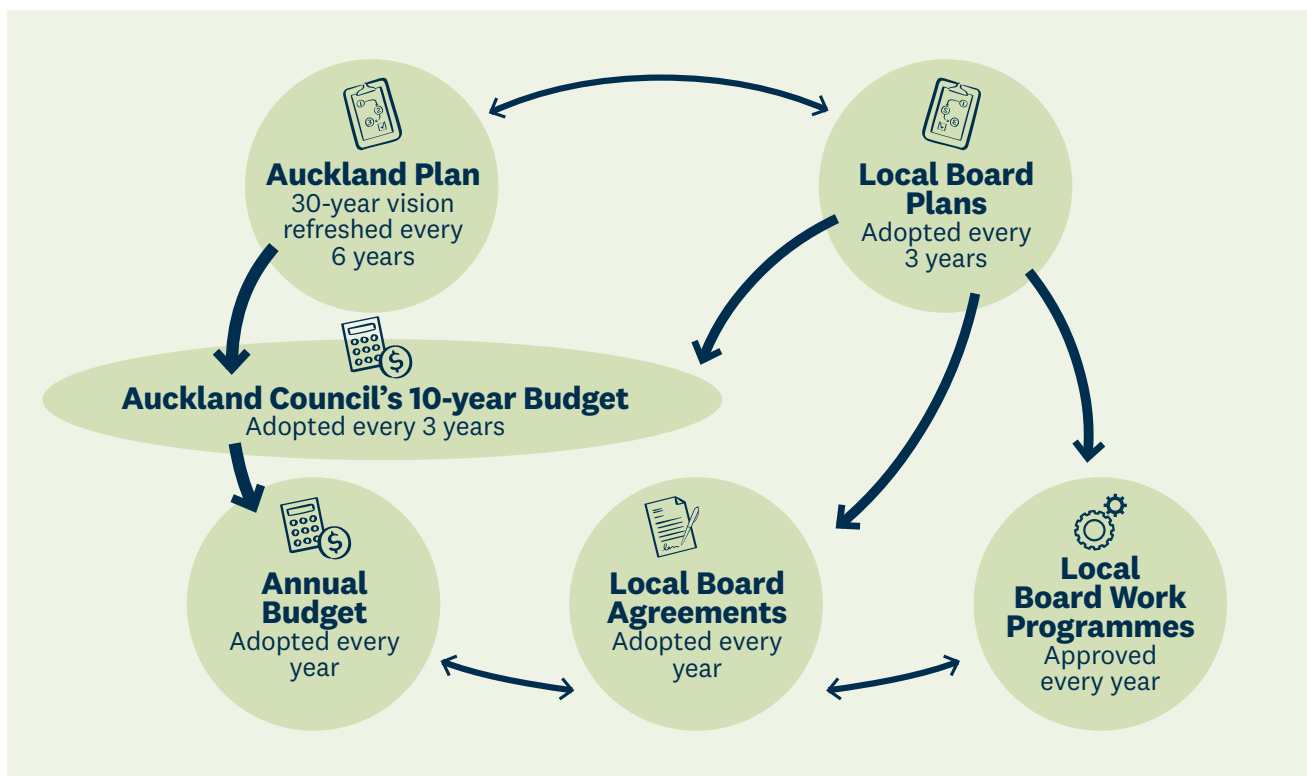 Auckland Plan
30-year vision
refreshed every
6 years
Local Board
Plans
Adopted every
3 years
Auckland Council’s 10-year Budget
Adopted every 3 years
Annual
Budget
Adopted every
year
Local Board
Agreements
Adopted every
year
Local
Board Work
Programmes
Approved
every year